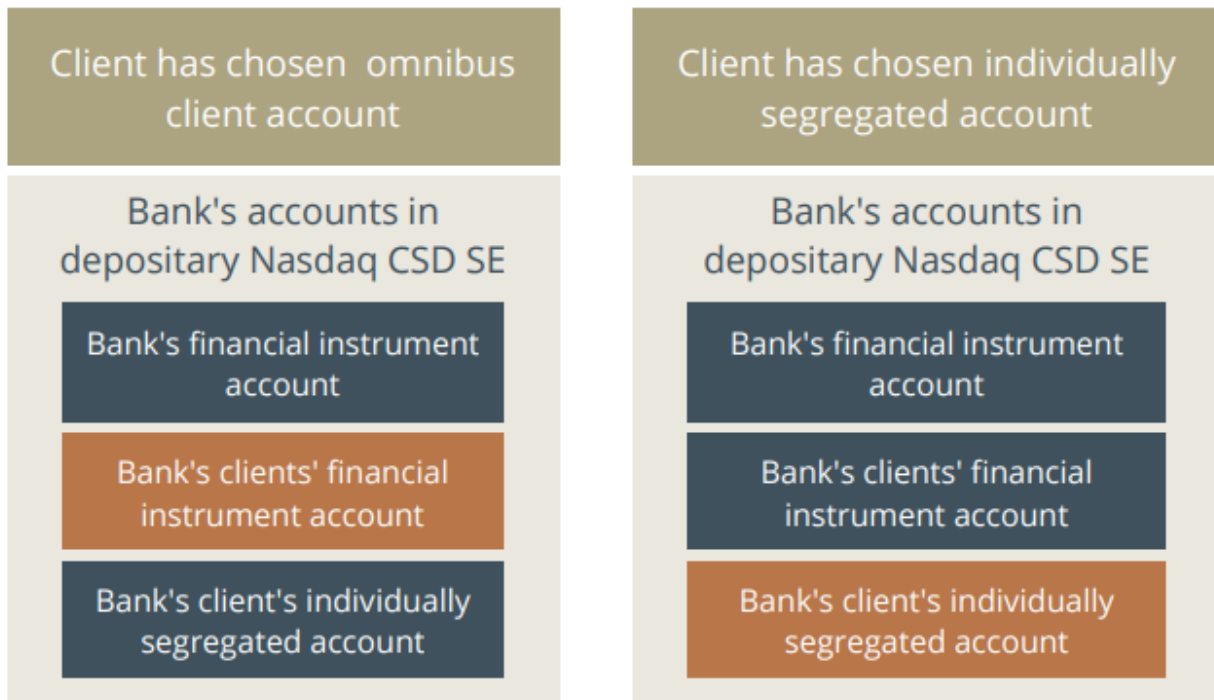 Client has chosen omnibus
client account
Bank's accounts in
depositary Nasdaq CSD SE
Bank's financial instrument
account
Bank's clients' financial
instrument account
Bank's client's individually
segregated account
Client has chosen individually
segregated account
Bank's accounts in
depositary Nasdaq CSD SE
Bank's financial instrument
account
Bank's clients' financial
instrument account
Bank's client's individually
segregated account